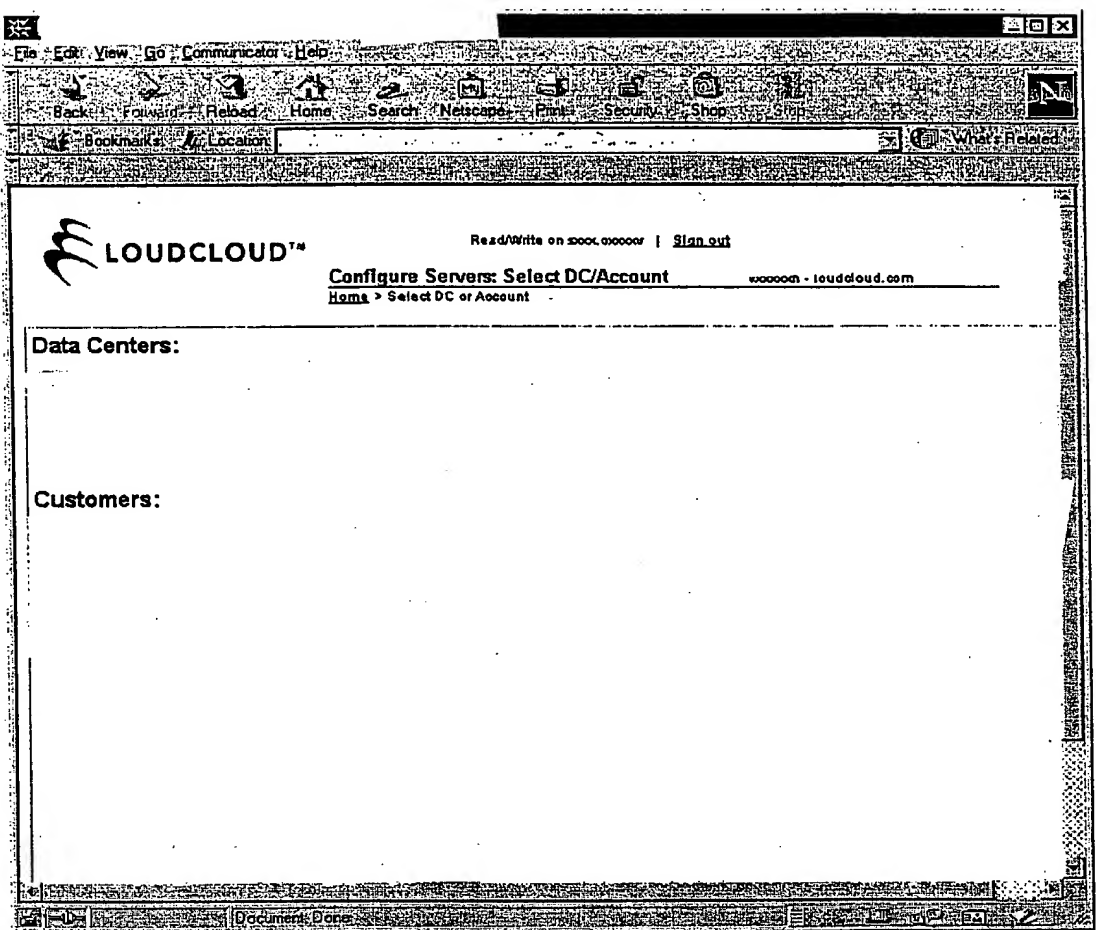 File Edit View Go Communicator Help
Back Forward Reload Home Search Netscape Print Security Shop Stop
Bookmarks Location What's Related
LOUDCLOUD™
Read/Write on | Sign out
Configure Servers: Select DC/Account - loudcloud.com
Home > Select DC or Account
Data Centers:
Customers:
Document: Done